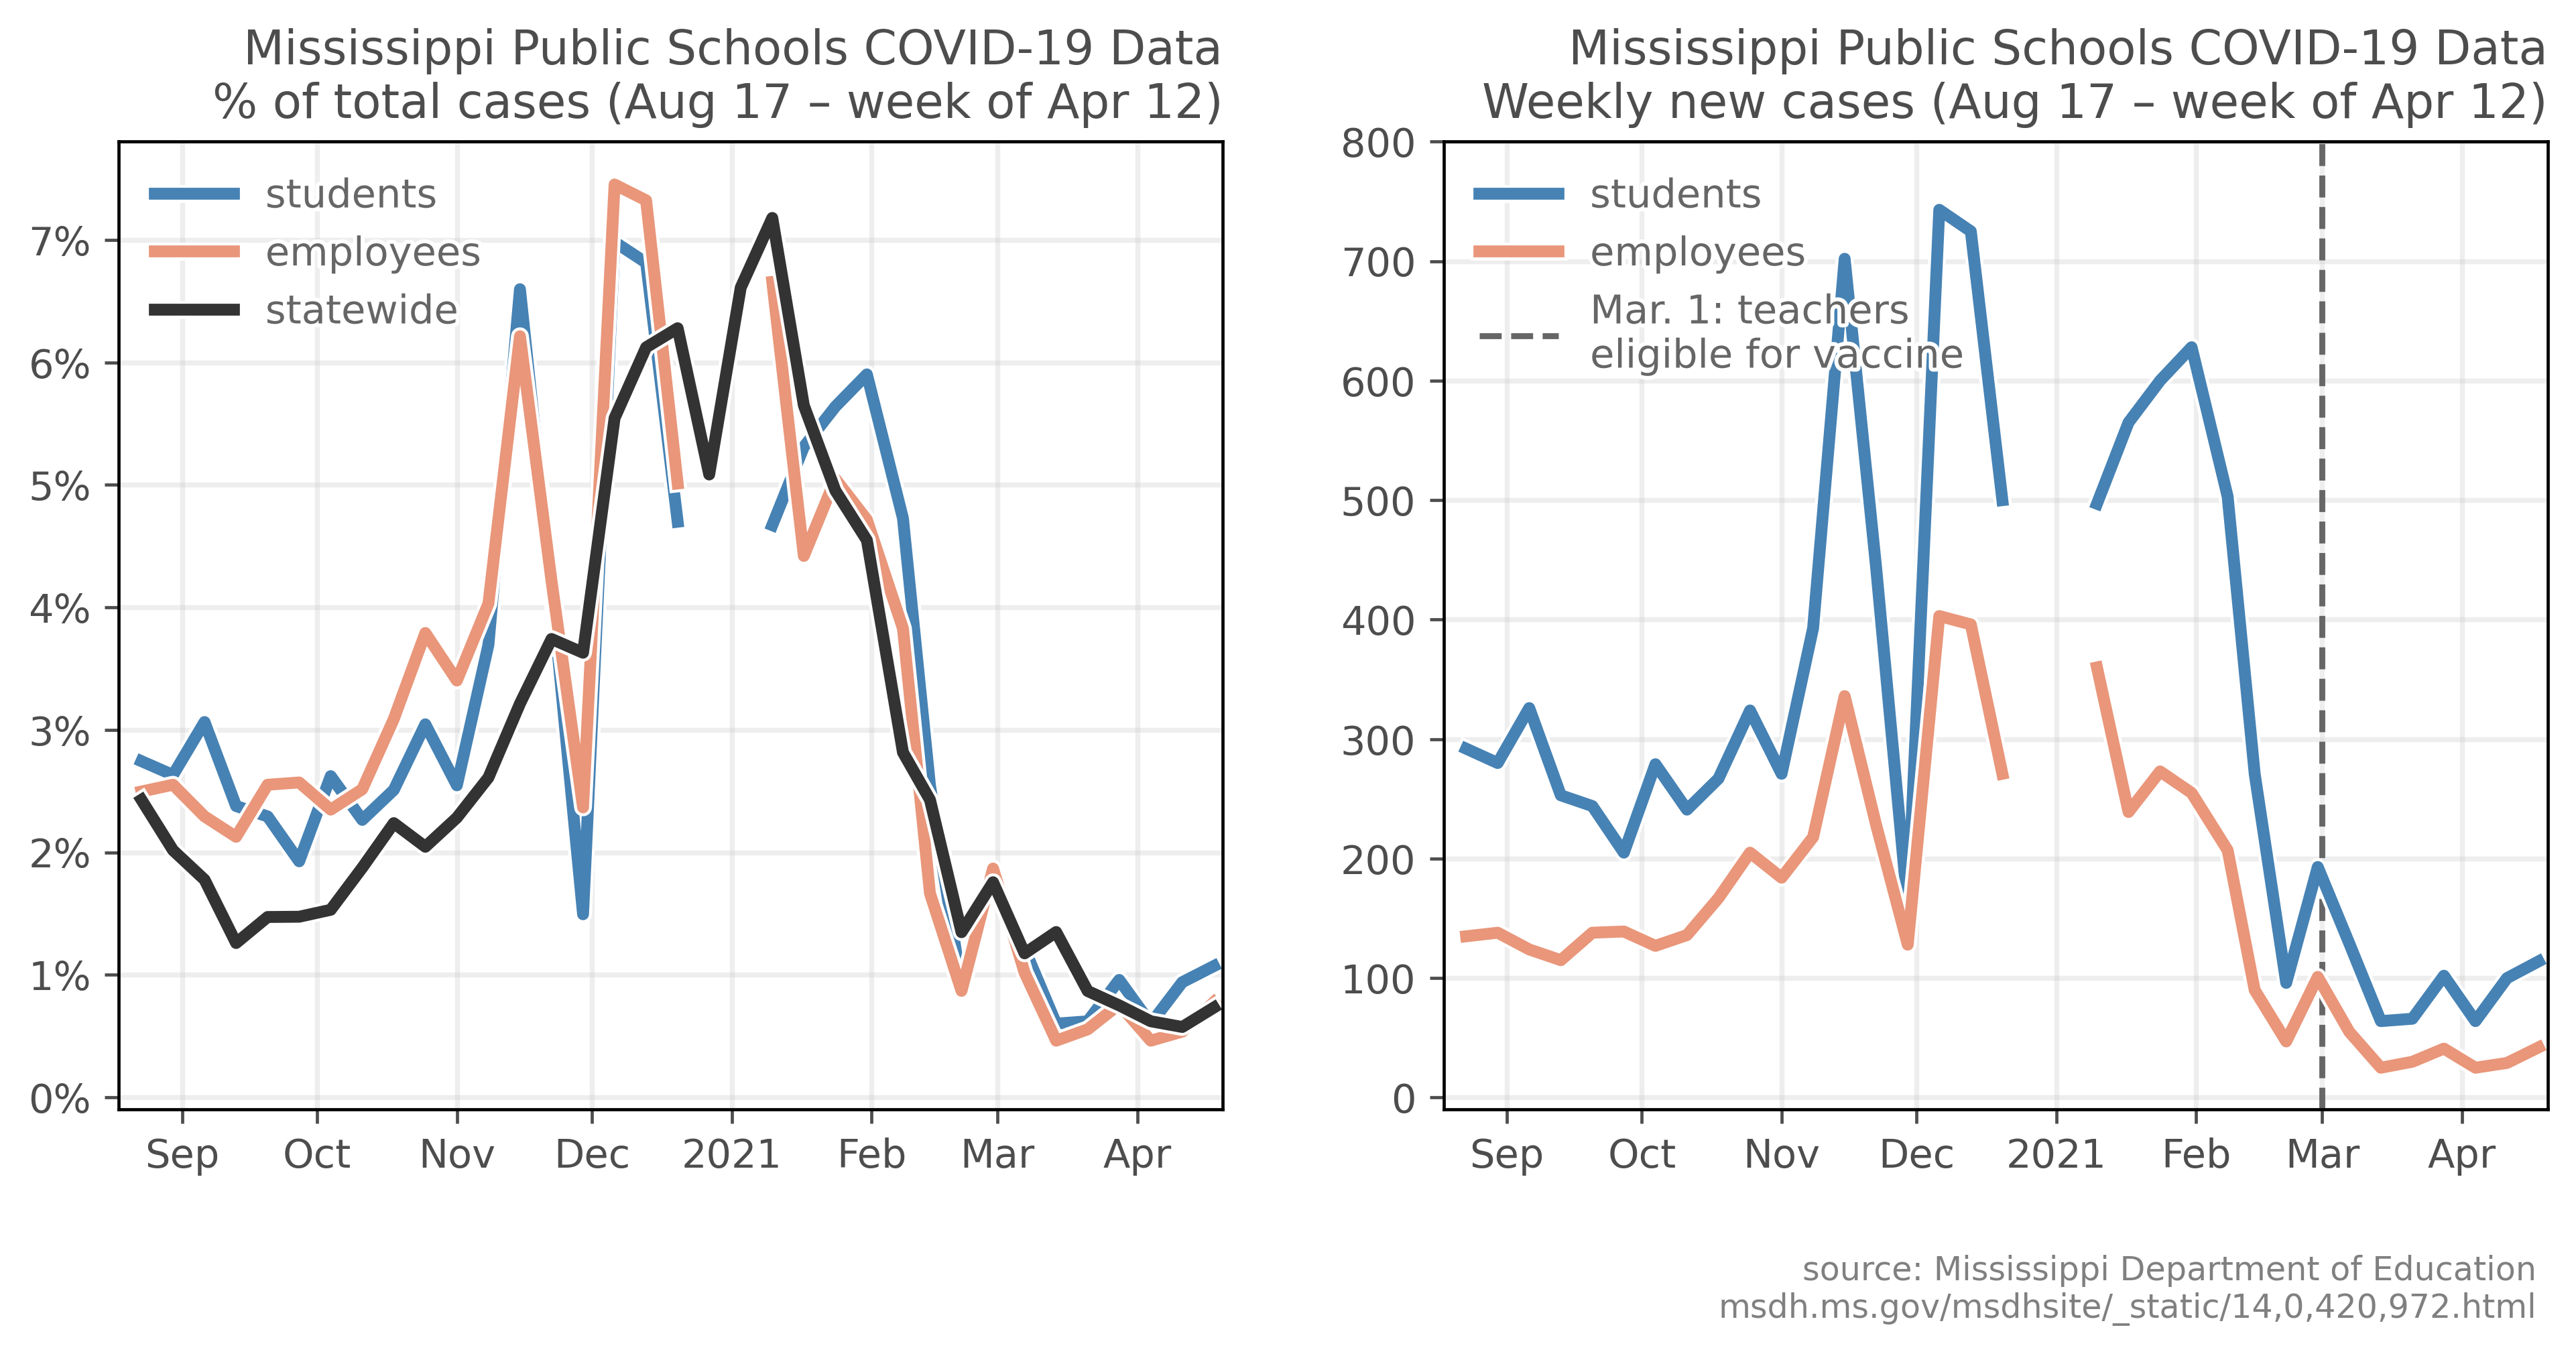 Mississippi Public Schools COVID-19 Data
% of total cases (Aug 17 – week of Apr 12)
students
employees
statewide
7%
6%
5%
4%
3%
2%
1%
0%
Sep Oct Nov Dec 2021 Feb Mar Apr
Mississippi Public Schools COVID-19 Data
Weekly new cases (Aug 17 – week of Apr 12)
students
employees
Mar. 1: teachers
eligible for vaccine
800
700
600
500
400
300
200
100
0
Sep Oct Nov Dec 2021 Feb Mar Apr
source: Mississippi Department of Education
msdh.ms.gov/msdhsite/_static/14,0,420,972.html